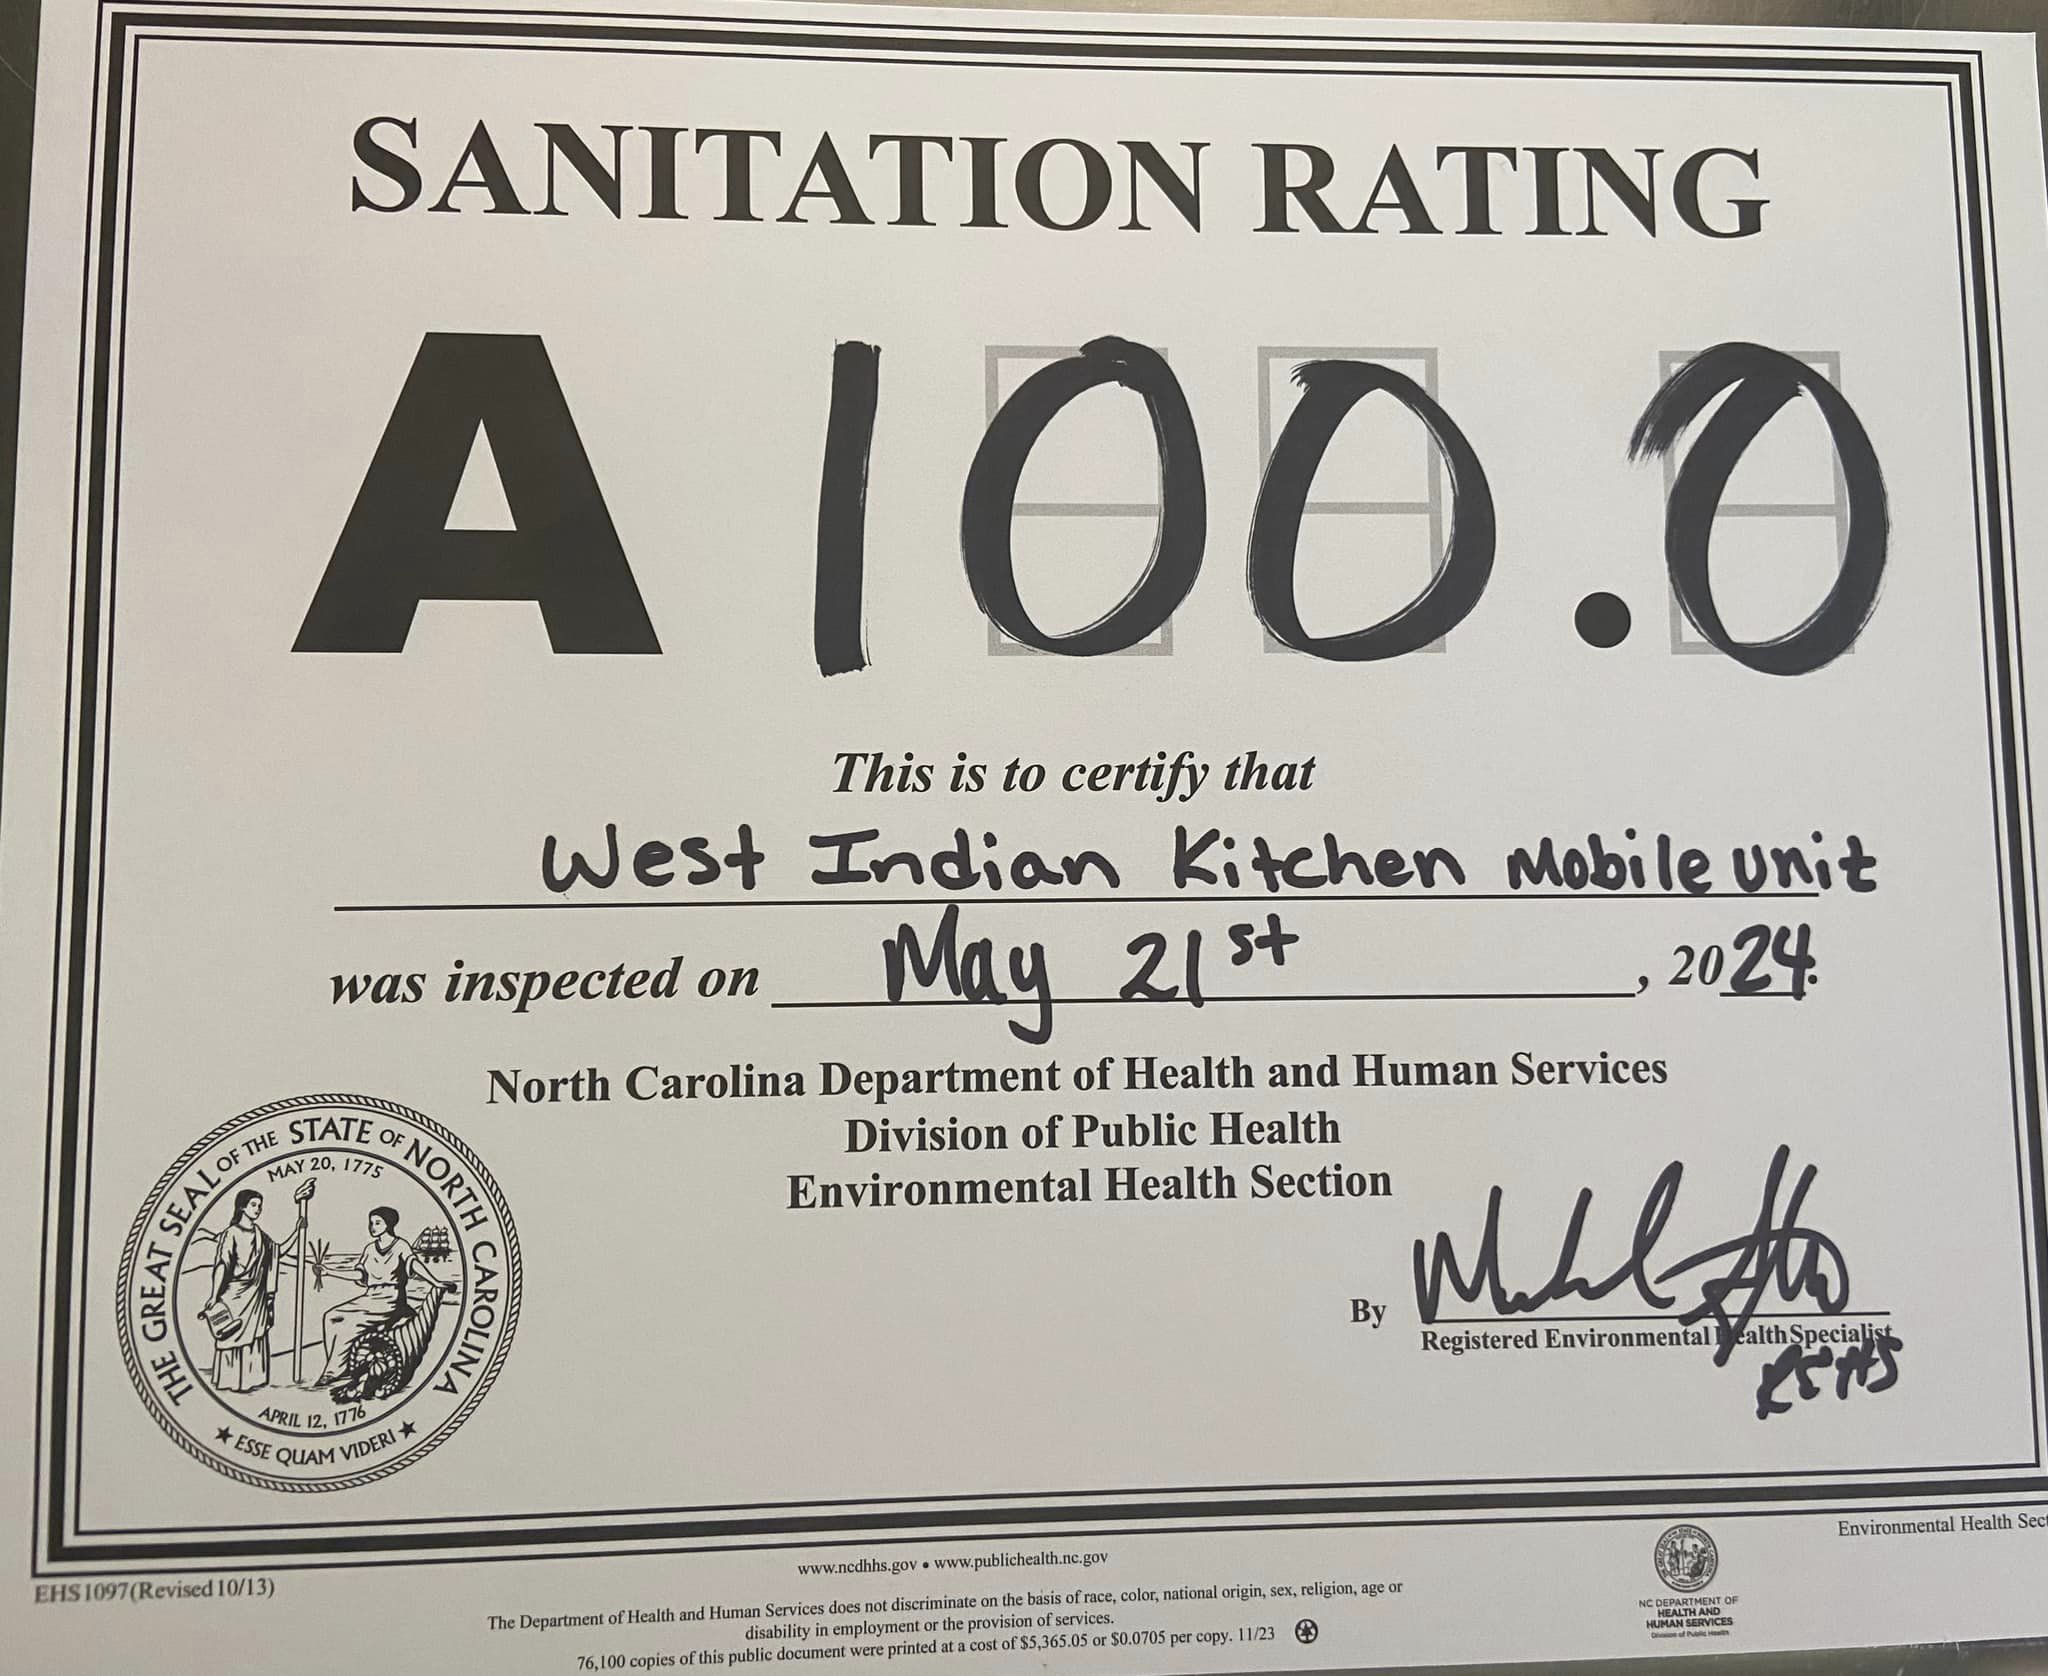 SANITATION RATING
A 100.0
This is to certify that
West Indian Kitchen Mobile unit
was inspected on May 21st, 2024.
North Carolina Department of Health and Human Services
Division of Public Health
Environmental Health Section
THE GREAT SEAL OF THE STATE OF NORTH CAROLINA
MAY 20, 1775
APRIL 12, 1776
★ ESSE QUAM VIDERI ★
By
Registered Environmental Health Specialist
REHS
Environmental Health Sect
www.ncdhhs.gov • www.publichealth.nc.gov
EHS1097(Revised 10/13)
The Department of Health and Human Services does not discriminate on the basis of race, color, national origin, sex, religion, age or
disability in employment or the provision of services.
76,100 copies of this public document were printed at a cost of $5,365.05 or $0.0705 per copy. 11/23
NC DEPARTMENT OF
HEALTH AND
HUMAN SERVICES
Division of Public Health